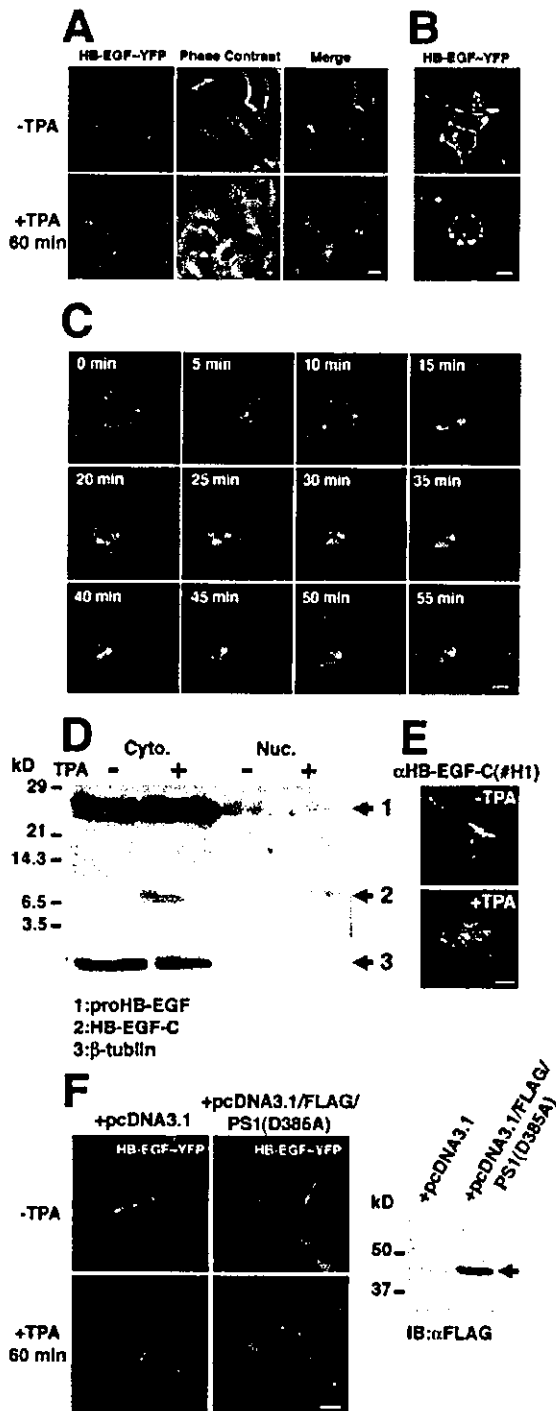 A
B
HB-EGF-YFP Phase Contrast Merge
HB-EGF-YFP
-TPA
+TPA
60 min
C
0 min 5 min 10 min 15 min
20 min 25 min 30 min 35 min
40 min 45 min 50 min 55 min
D
Cyto. Nuc.
kD TPA - + - +
29
21
14.3
6.5
3.5
1
2
3
1:proHB-EGF
2:HB-EGF-C
3:β-tublin
E
αHB-EGF-C(#H1)
-TPA
+TPA
F
+pcDNA3.1
+pcDNA3.1/FLAG/
PS1(D385A)
HB-EGF-YFP HB-EGF-YFP
-TPA
+TPA
60 min
+pcDNA3.1
+pcDNA3.1/FLAG/
PS1(D385A)
kD
50
37
IB:αFLAG